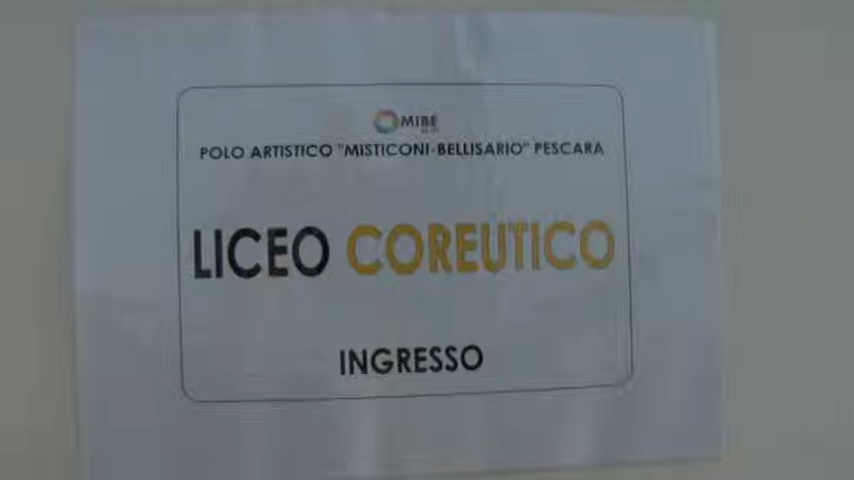 MIBE
POLO ARTISTICO "MISTICONI-BELLISARIO" PESCARA
LICEO COREUTICO
INGRESSO